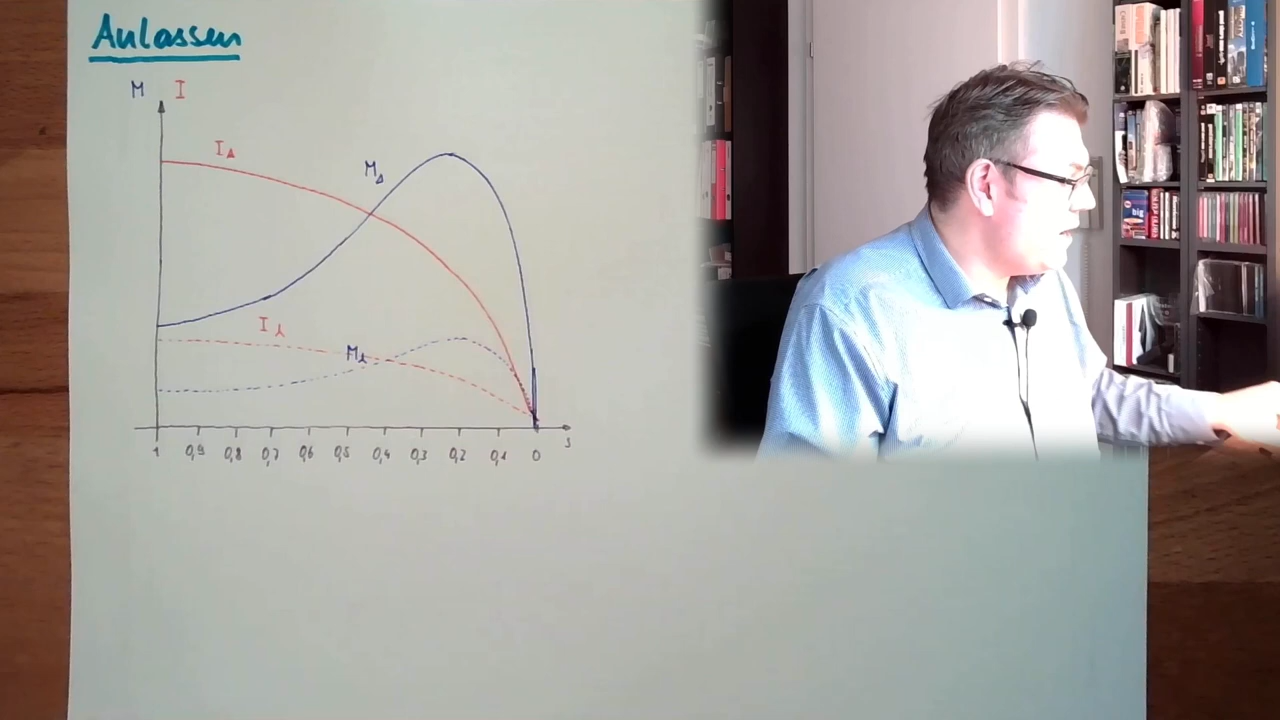 Anlassen
M I
I△
M△
I⅄
M⅄
1 0,9 0,8 0,7 0,6 0,5 0,4 0,3 0,2 0,1 0 s
big